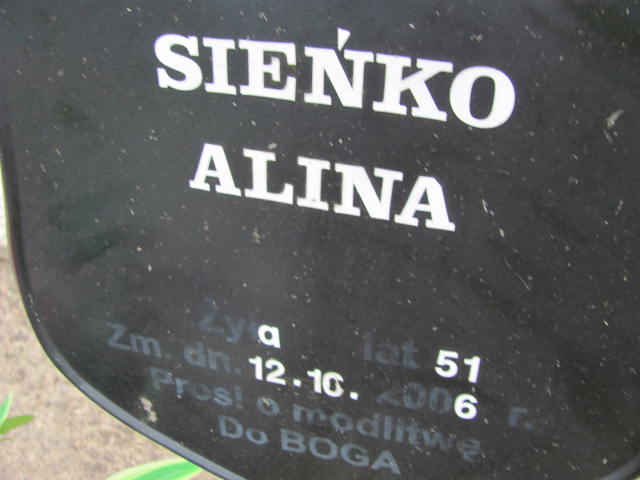 SIEŃKO
ALINA
Żyła lat 51
Zm. dn. 12.10. 2006 r.
Prosi o modlitwę
Do BOGA